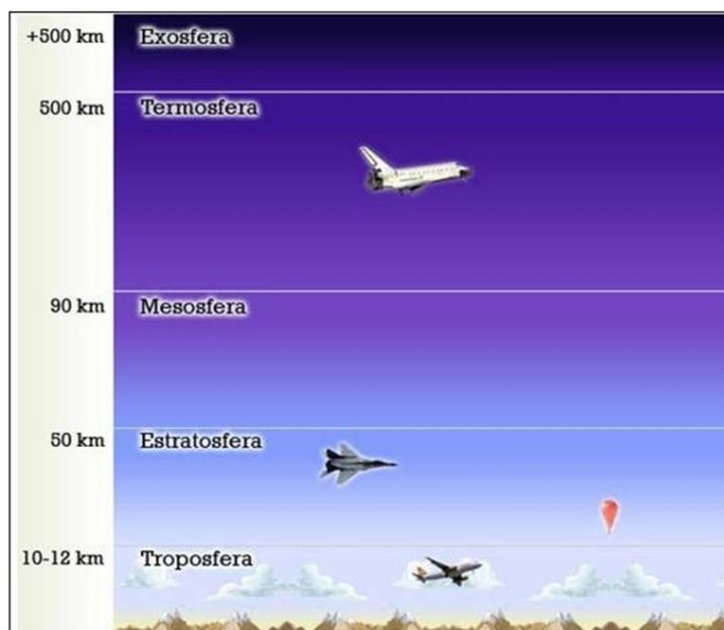 +500 km Exosfera
500 km Termosfera
90 km Mesosfera
50 km Estratosfera
10-12 km Troposfera